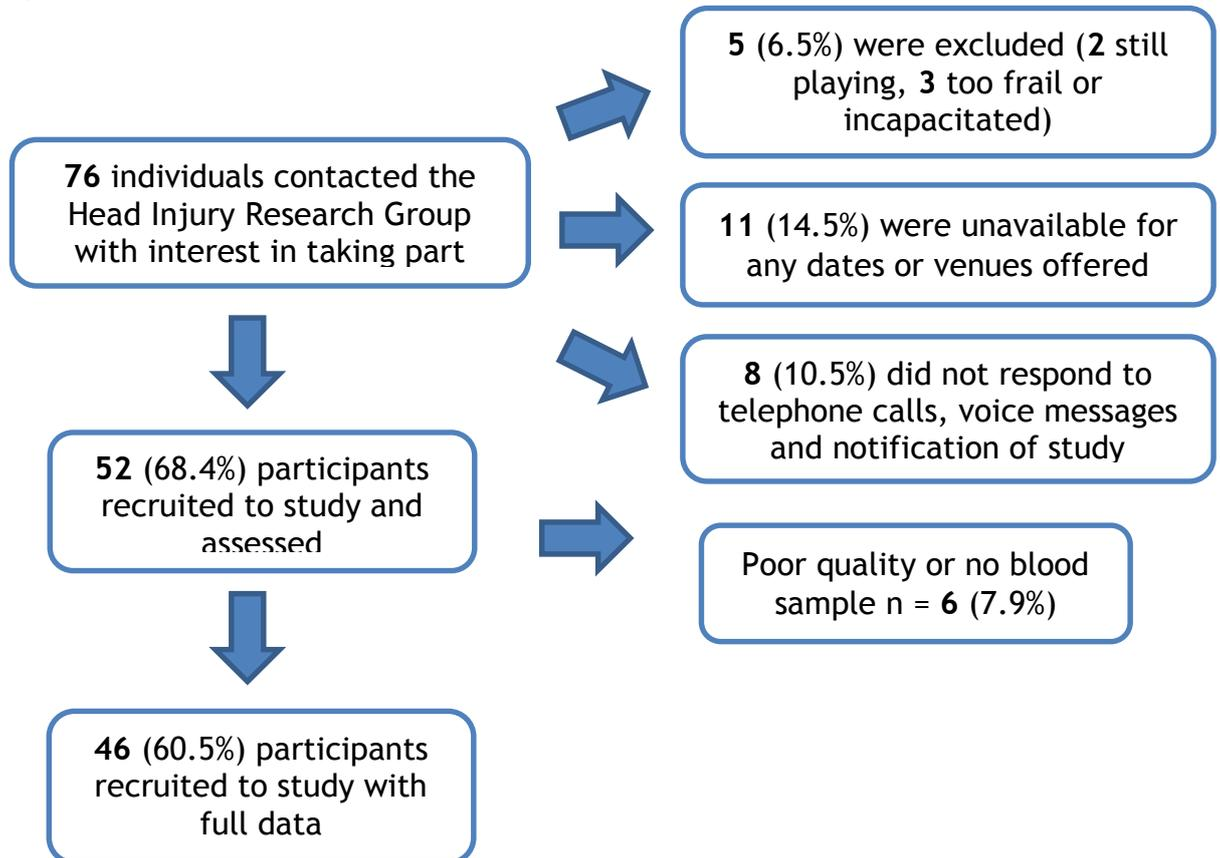 5 (6.5%) were excluded (2 still
playing, 3 too frail or
incapacitated)
76 individuals contacted the
Head Injury Research Group
with interest in taking part
11 (14.5%) were unavailable for
any dates or venues offered
8 (10.5%) did not respond to
telephone calls, voice messages
and notification of study
52 (68.4%) participants
recruited to study and
assessed
Poor quality or no blood
sample n = 6 (7.9%)
46 (60.5%) participants
recruited to study with
full data